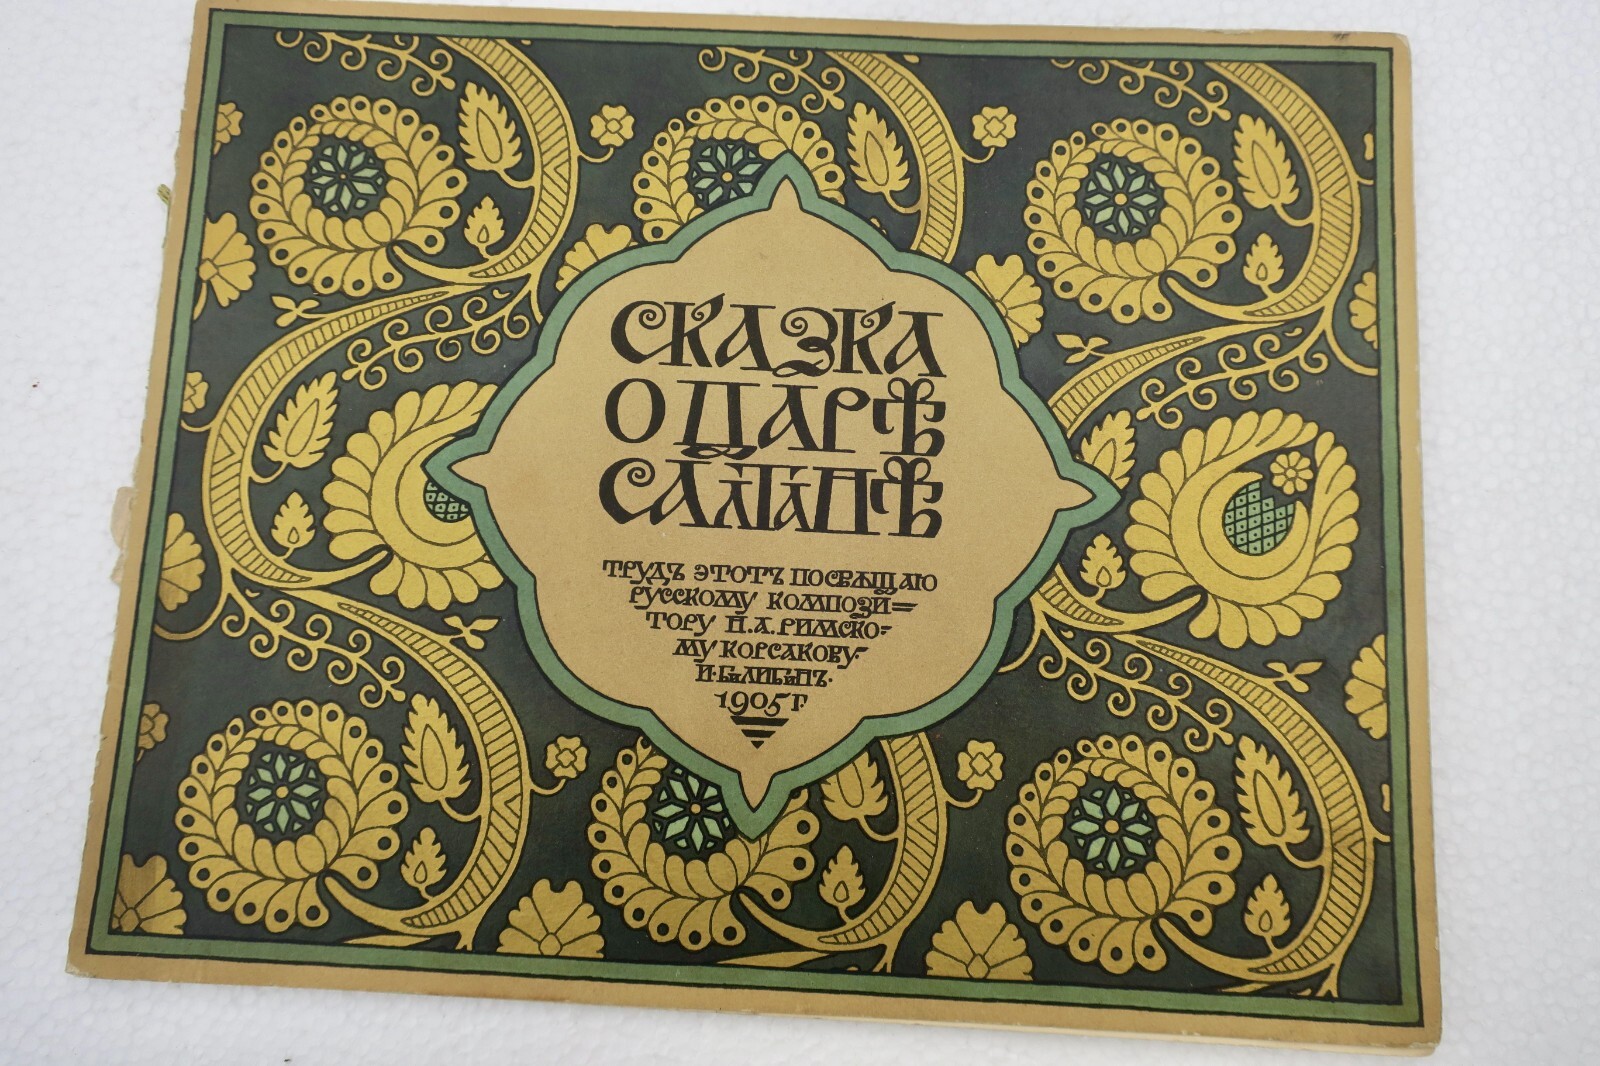 СКАЗКА
О ЦАРѢ
САЛТАНѢ
ТРУДЪ ЭТОТЪ ПОСВЯЩАЮ
РУССКОМУ КОМПОЗИ=
ТОРУ Н.А.РИМСКО=
МУ КОРСАКОВУ·
И·БИЛИБИНЪ·
1905 Г.